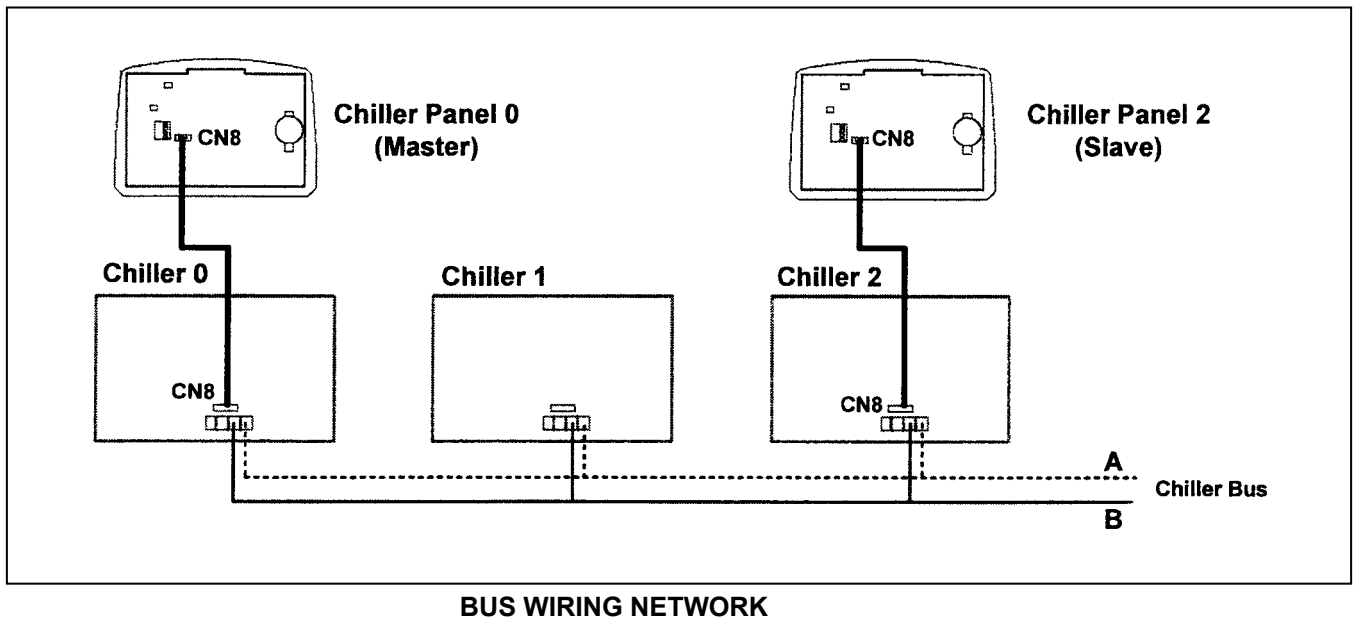 Chiller Panel 0
(Master)
CN8
Chiller Panel 2
(Slave)
CN8
Chiller 0
Chiller 1
Chiller 2
CN8
CN8
A
Chiller Bus
B
BUS WIRING NETWORK